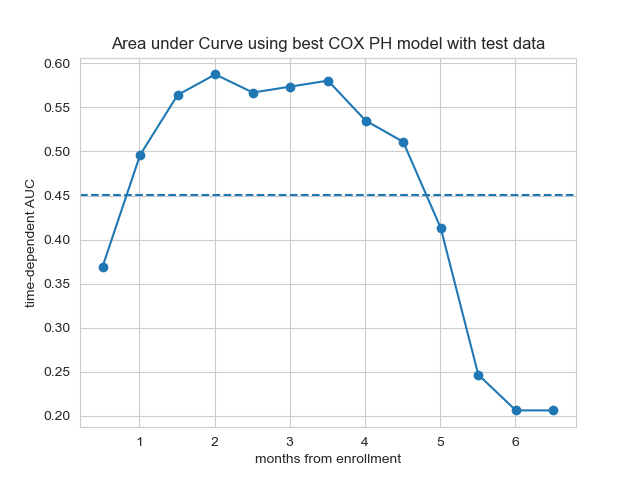 Area under Curve using best COX PH model with test data
time-dependent AUC
0.60
0.55
0.50
0.45
0.40
0.35
0.30
0.25
0.20
1 2 3 4 5 6
months from enrollment